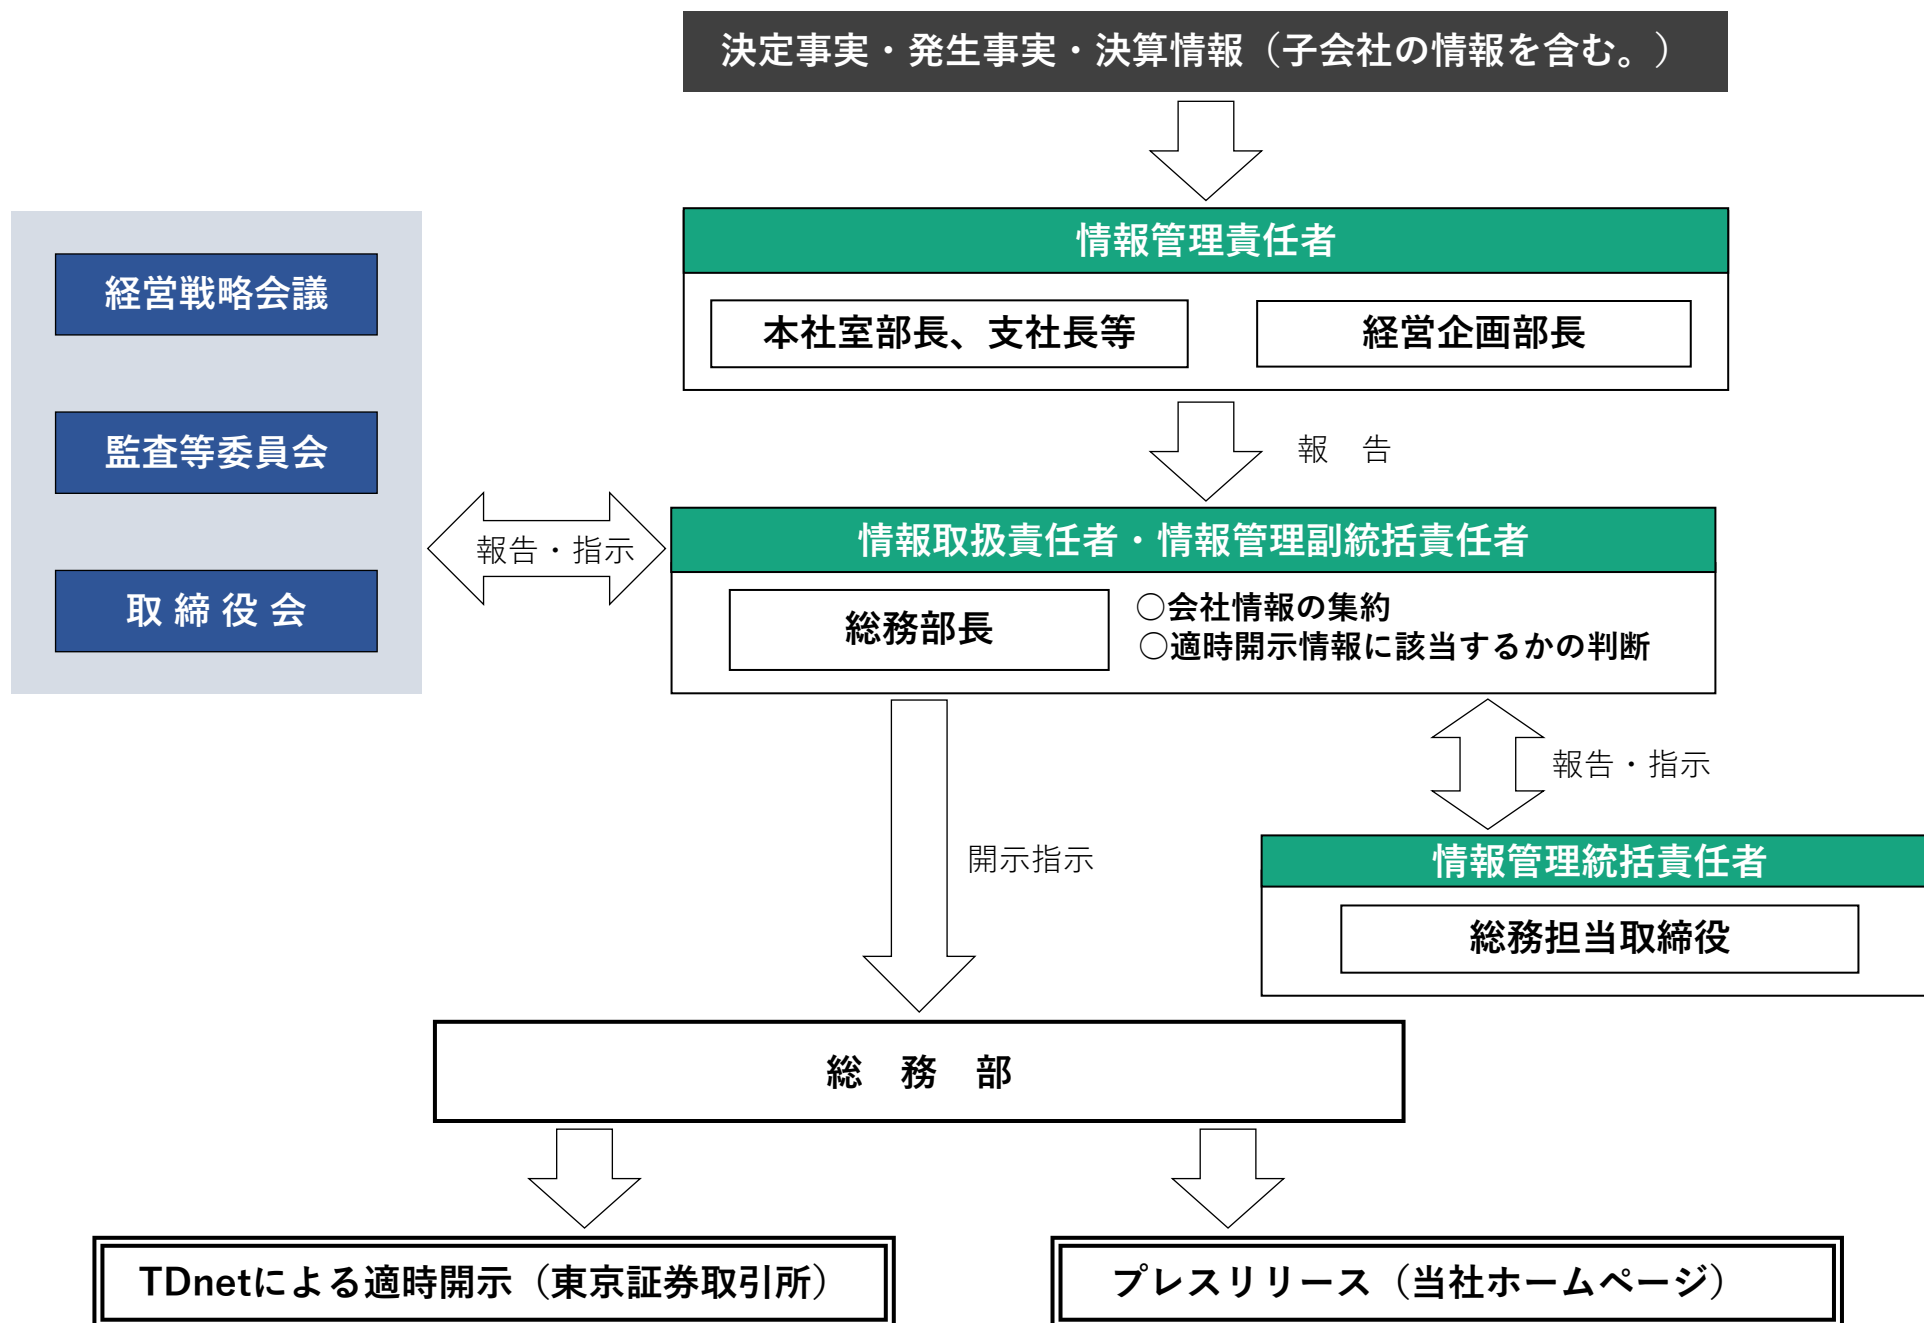 決定事実・発生事実・決算情報（子会社の情報を含む。）
情報管理責任者
本社室部長、支社長等
経営企画部長
報　告
経営戦略会議
監査等委員会
取 締 役 会
報告・指示
情報取扱責任者・情報管理副統括責任者
総務部長
○会社情報の集約
○適時開示情報に該当するかの判断
報告・指示
開示指示
情報管理統括責任者
総務担当取締役
総　務　部
TDnetによる適時開示（東京証券取引所）
プレスリリース（当社ホームページ）